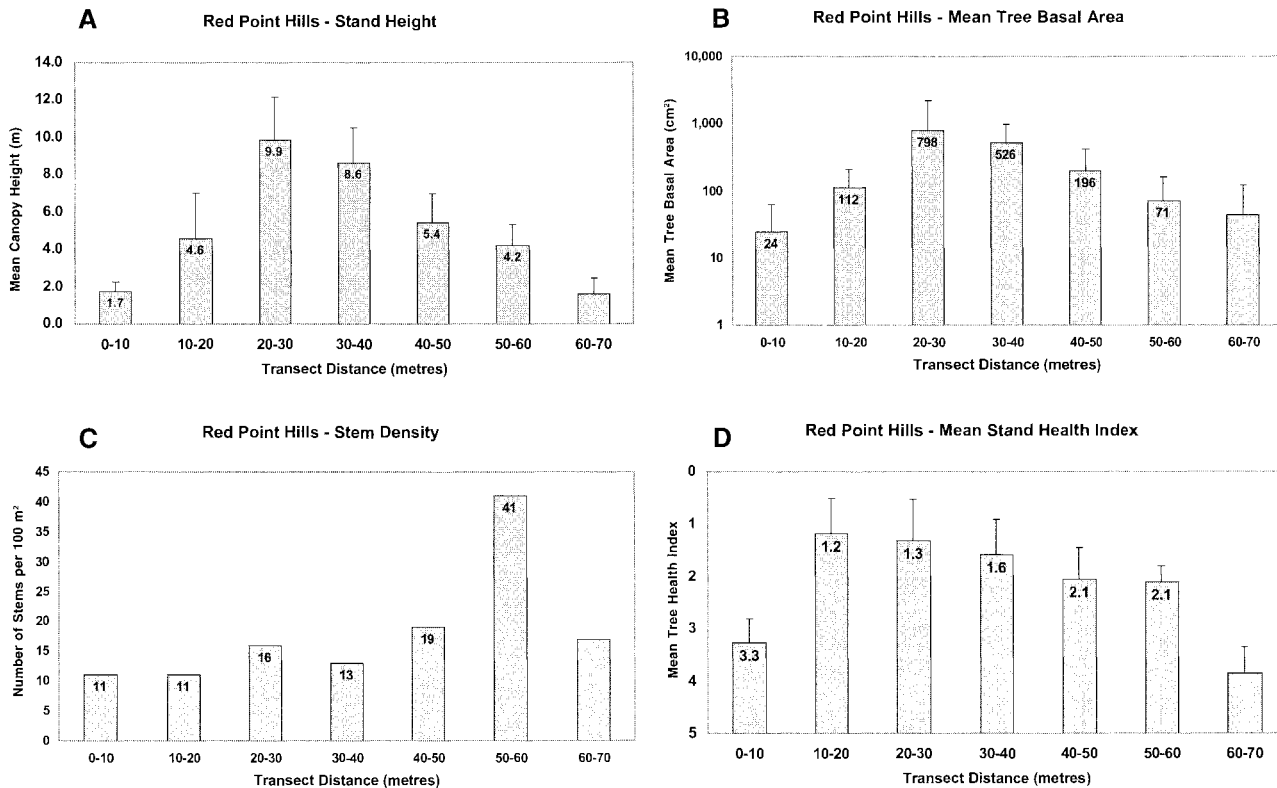 A
Red Point Hills - Stand Height
Mean Canopy Height (m)
14.0
12.0
10.0
8.0
6.0
4.0
2.0
0.0
1.7
4.6
9.9
8.6
5.4
4.2
0-10 10-20 20-30 30-40 40-50 50-60 60-70
Transect Distance (metres)
B
Red Point Hills - Mean Tree Basal Area
Mean Tree Basal Area (cm²)
10,000
1,000
100
10
1
24
112
798
526
196
71
0-10 10-20 20-30 30-40 40-50 50-60 60-70
Transect Distance (metres)
C
Red Point Hills - Stem Density
Number of Stems per 100 m²
45
40
35
30
25
20
15
10
5
0
11
11
16
13
19
41
0-10 10-20 20-30 30-40 40-50 50-60 60-70
Transect Distance (metres)
D
Red Point Hills - Mean Stand Health Index
Mean Tree Health Index
0
1
2
3
4
5
3.3
1.2
1.3
1.6
2.1
2.1
0-10 10-20 20-30 30-40 40-50 50-60 60-70
Transect Distance (metres)